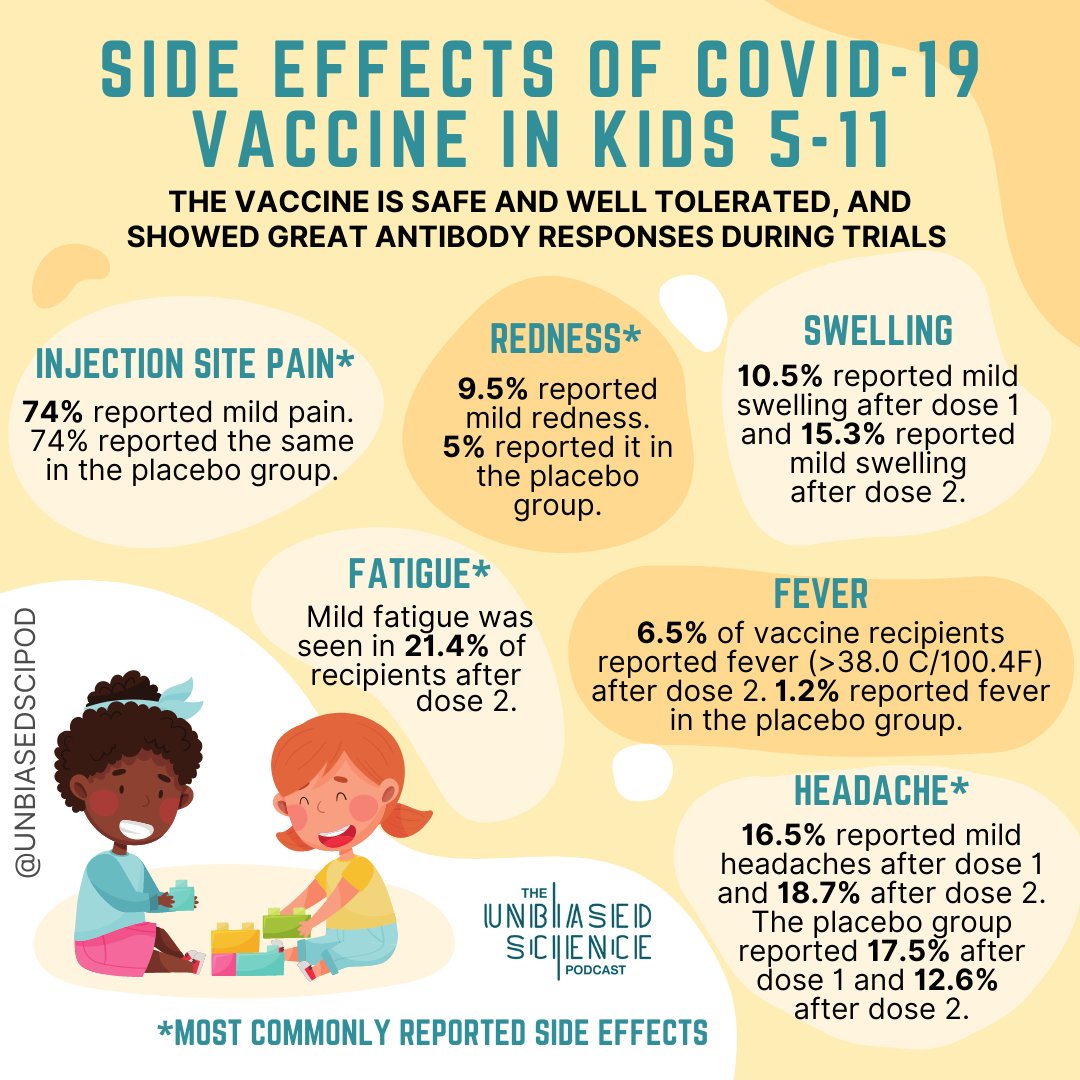 SIDE EFFECTS OF COVID-19
VACCINE IN KIDS 5-11
THE VACCINE IS SAFE AND WELL TOLERATED, AND
SHOWED GREAT ANTIBODY RESPONSES DURING TRIALS
INJECTION SITE PAIN*
74% reported mild pain.
74% reported the same
in the placebo group.
REDNESS*
9.5% reported
mild redness.
5% reported it in
the placebo
group.
SWELLING
10.5% reported mild
swelling after dose 1
and 15.3% reported
mild swelling
after dose 2.
FATIGUE*
Mild fatigue was
seen in 21.4% of
recipients after
dose 2.
FEVER
6.5% of vaccine recipients
reported fever (>38.0 C/100.4F)
after dose 2. 1.2% reported fever
in the placebo group.
HEADACHE*
16.5% reported mild
headaches after dose 1
and 18.7% after dose 2.
The placebo group
reported 17.5% after
dose 1 and 12.6%
after dose 2.
@UNBIASEDSCIPOD
THE
UNBIASED
SCIENCE
PODCAST
*MOST COMMONLY REPORTED SIDE EFFECTS